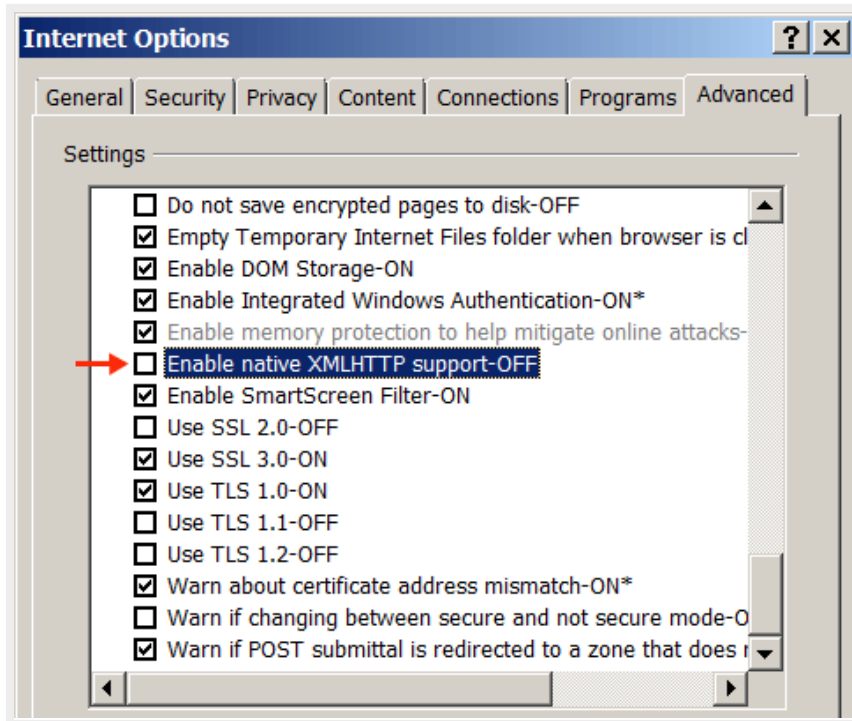 Internet Options
General Security Privacy Content Connections Programs Advanced
Settings
Do not save encrypted pages to disk-OFF
Empty Temporary Internet Files folder when browser is cl
Enable DOM Storage-ON
Enable Integrated Windows Authentication-ON*
Enable memory protection to help mitigate online attacks-
Enable native XMLHTTP support-OFF
Enable SmartScreen Filter-ON
Use SSL 2.0-OFF
Use SSL 3.0-ON
Use TLS 1.0-ON
Use TLS 1.1-OFF
Use TLS 1.2-OFF
Warn about certificate address mismatch-ON*
Warn if changing between secure and not secure mode-O
Warn if POST submittal is redirected to a zone that does